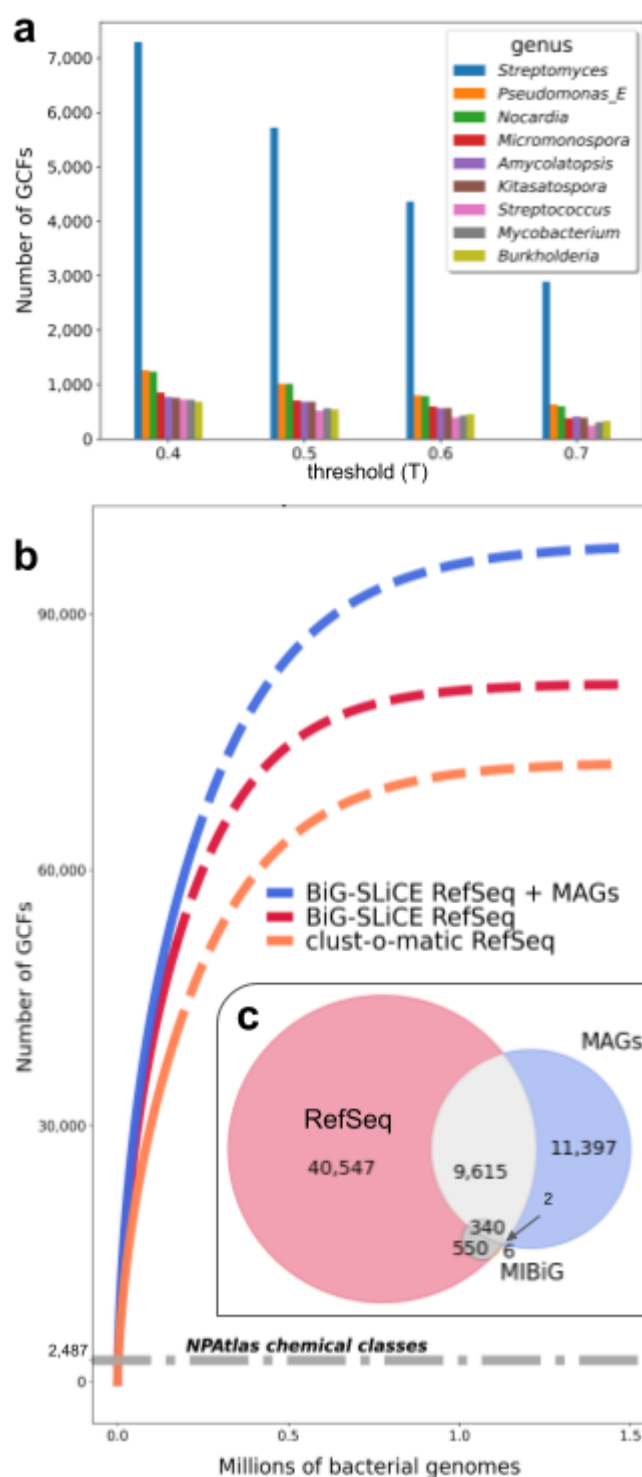 a
7,000
6,000
5,000
4,000
3,000
2,000
1,000
0
Number of GCFs
genus
Streptomyces
Pseudomonas_E
Nocardia
Micromonospora
Amycolatopsis
Kitasatospora
Streptococcus
Mycobacterium
Burkholderia
0.4 0.5 0.6 0.7
threshold (T)
b
90,000
60,000
30,000
2,487
0
Number of GCFs
BiG-SLiCE RefSeq + MAGs
BiG-SLiCE RefSeq
clust-o-matic RefSeq
c
MAGs
RefSeq
40,547
9,615
11,397
2
340
550
6
MIBiG
NPAtlas chemical classes
0.0 0.5 1.0 1.5
Millions of bacterial genomes